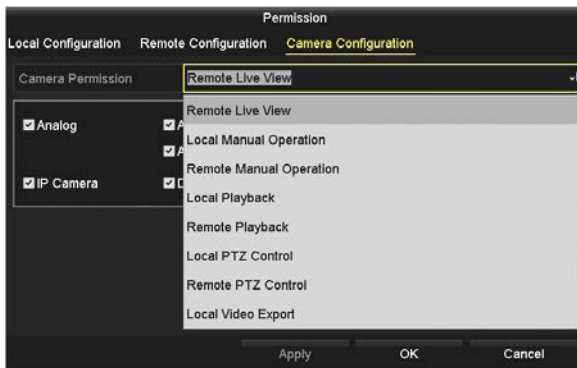 Permission
Local Configuration Remote Configuration Camera Configuration
Camera Permission Remote Live View
Remote Live View
Analog
Local Manual Operation
Remote Manual Operation
IP Camera
Local Playback
Remote Playback
Local PTZ Control
Remote PTZ Control
Local Video Export
Apply OK Cancel